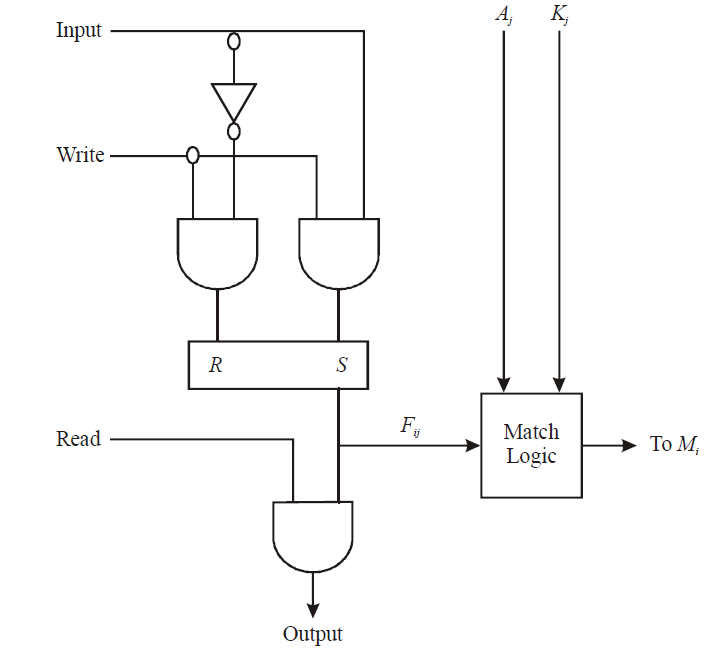 Input
A_j
K_j
Write
R
S
Read
F_ij
Match
Logic
To M_i
Output